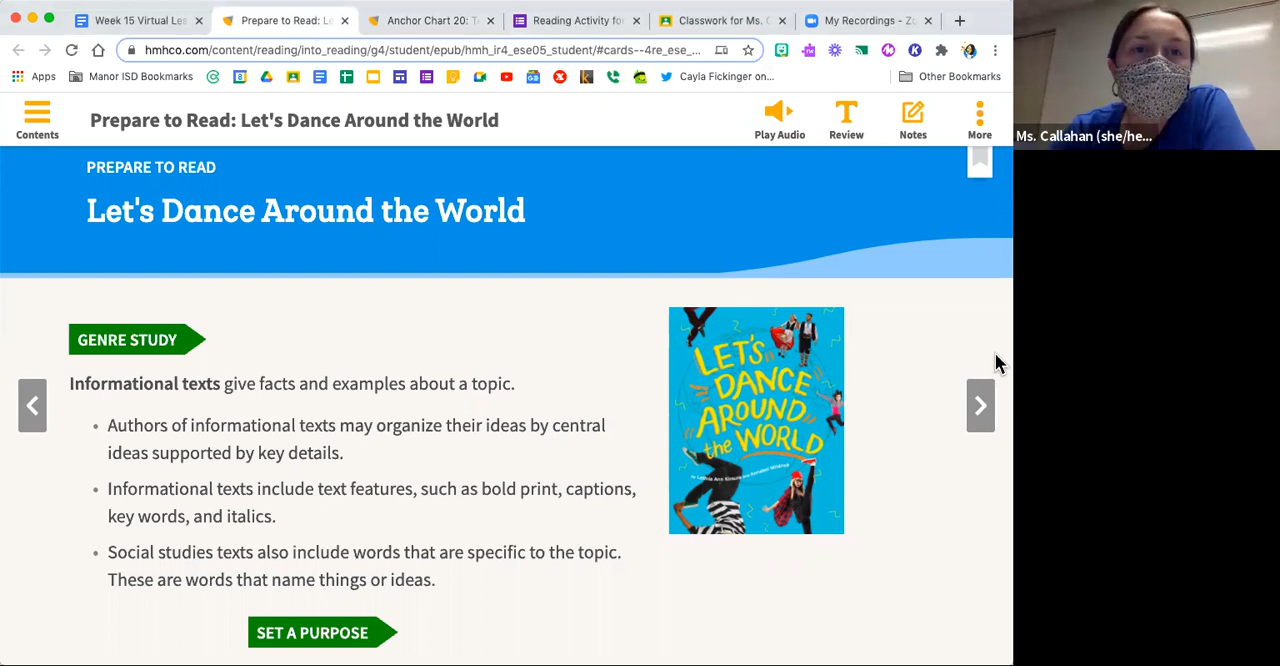 Week 15 Virtual Les
Prepare to Read: Le
Anchor Chart 20: Te
Reading Activity for
Classwork for Ms. C
My Recordings - Zo
hmhco.com/content/reading/into_reading/g4/student/epub/hmh_ir4_ese05_student/#cards--4re_ese_...
Apps
Manor ISD Bookmarks
Cayla Fickinger on...
Other Bookmarks
Contents
Prepare to Read: Let's Dance Around the World
Play Audio
Review
Notes
More
Ms. Callahan (she/he...
PREPARE TO READ
Let's Dance Around the World
GENRE STUDY
Informational texts give facts and examples about a topic.
• Authors of informational texts may organize their ideas by central
ideas supported by key details.
• Informational texts include text features, such as bold print, captions,
key words, and italics.
• Social studies texts also include words that are specific to the topic.
These are words that name things or ideas.
SET A PURPOSE
LET'S
DANCE
AROUND
the WORLD